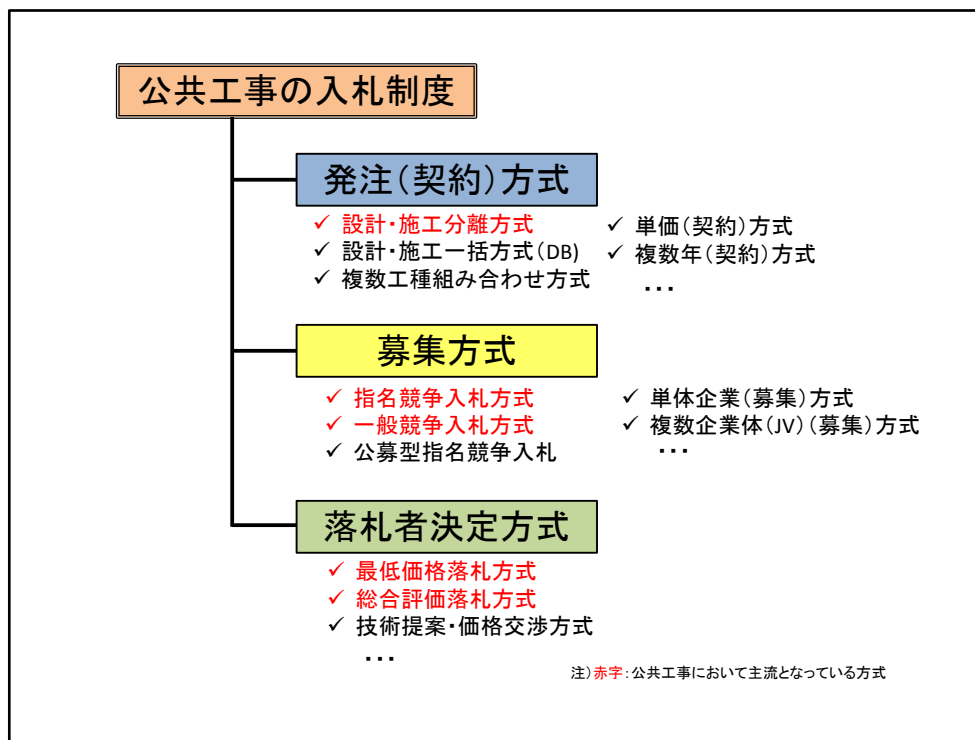 公共工事の入札制度
発注(契約)方式
✓ 設計・施工分離方式
✓ 設計・施工一括方式(DB)
✓ 複数工種組み合わせ方式
✓ 単価(契約)方式
✓ 複数年(契約)方式
・・・
募集方式
✓ 指名競争入札方式
✓ 一般競争入札方式
✓ 公募型指名競争入札
✓ 単体企業(募集)方式
✓ 複数企業体(JV)(募集)方式
・・・
落札者決定方式
✓ 最低価格落札方式
✓ 総合評価落札方式
✓ 技術提案・価格交渉方式
・・・
注)赤字:公共工事において主流となっている方式